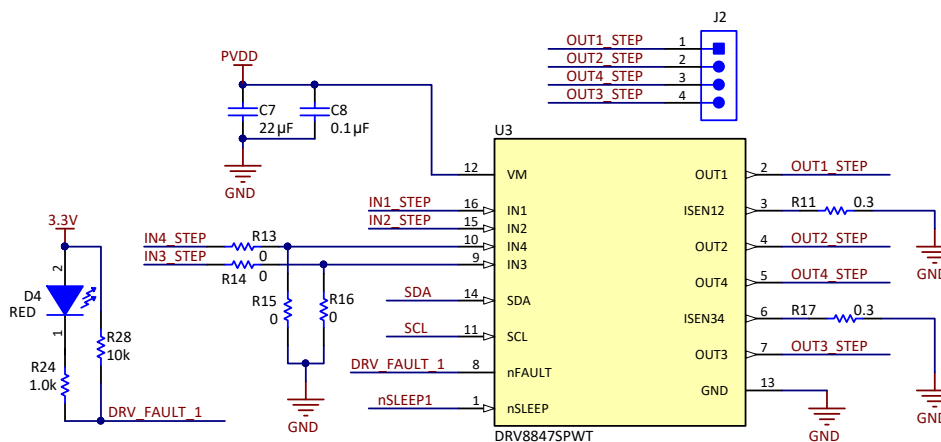 J2
OUT1_STEP 1
OUT2_STEP 2
OUT4_STEP 3
OUT3_STEP 4
PVDD
C7
22µF
C8
0.1µF
GND
U3
12 VM
IN1_STEP 16 IN1
IN2_STEP 15 IN2
IN4_STEP R13 0 10 IN4
IN3_STEP R14 0 9 IN3
R15
0
R16
0
GND
SDA 14 SDA
SCL 11 SCL
DRV_FAULT_1 8 nFAULT
nSLEEP1 1 nSLEEP
OUT1 2 OUT1_STEP
ISEN12 3 R11 0.3
GND
OUT2 4 OUT2_STEP
OUT4 5 OUT4_STEP
ISEN34 6 R17 0.3
GND
OUT3 7 OUT3_STEP
GND 13
GND
DRV8847SPWT
3.3V
2
D4
RED
1
R24
1.0k
R28
10k
DRV_FAULT_1